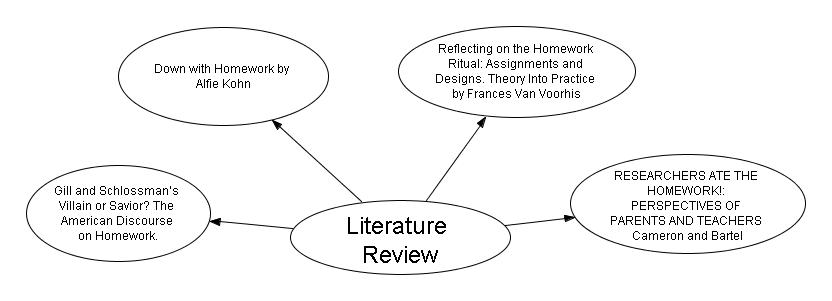 Down with Homework by
Alfie Kohn
Reflecting on the Homework
Ritual: Assignments and
Designs. Theory Into Practice
by Frances Van Voorhis
Gill and Schlossman's
Villain or Savior? The
American Discourse
on Homework.
RESEARCHERS ATE THE
HOMEWORK!:
PERSPECTIVES OF
PARENTS AND TEACHERS
Cameron and Bartel
Literature
Review